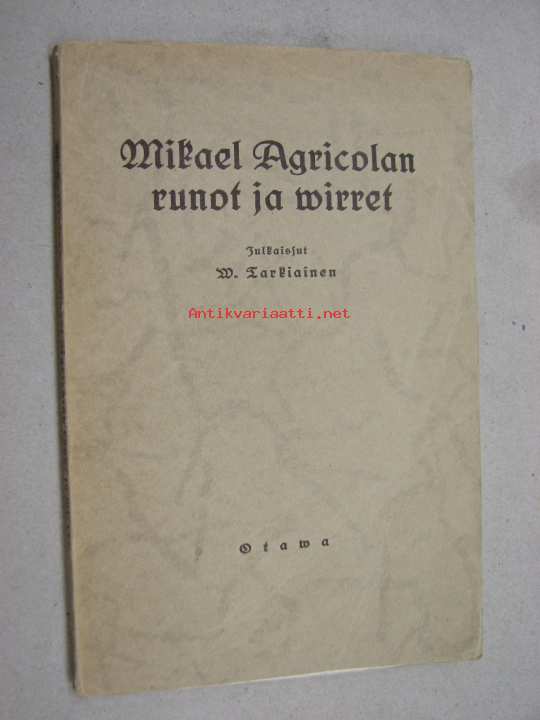 Mikael Agricolan
runot ja wirret
Julkaissut
W. Tarkiainen
Antikvariaatti.net
Otawa